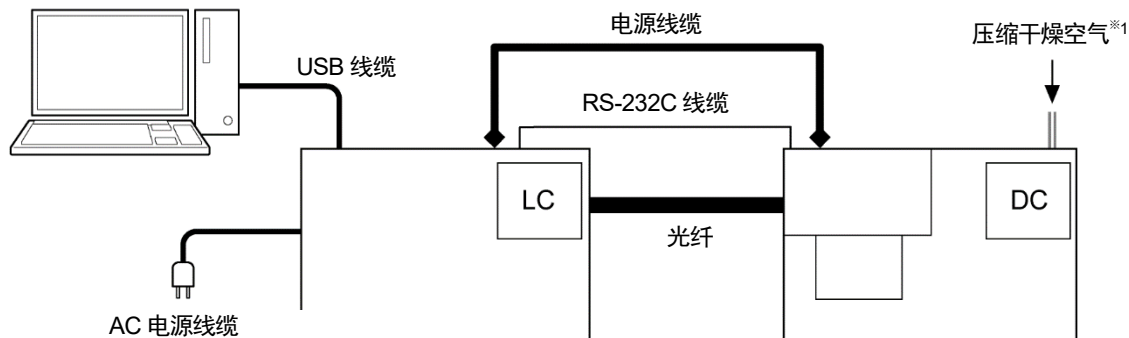 电源线缆
压缩干燥空气※1
USB 线缆
RS-232C 线缆
LC
DC
光纤
AC 电源线缆